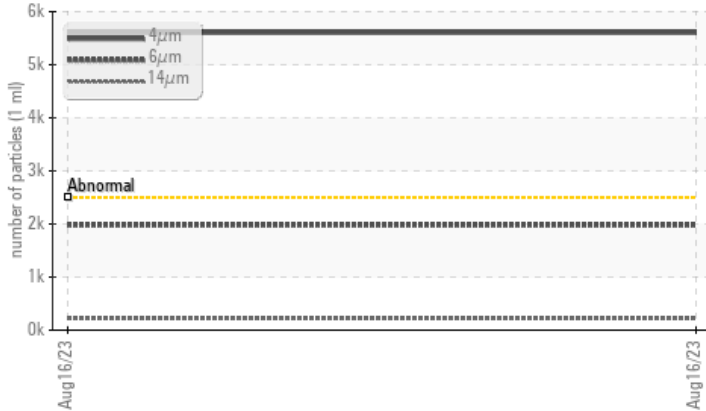 number of particles (1 ml)
6k
5k
4k
3k
2k
1k
0k
4µm
6µm
14µm
Abnormal
Aug16/23
Aug16/23